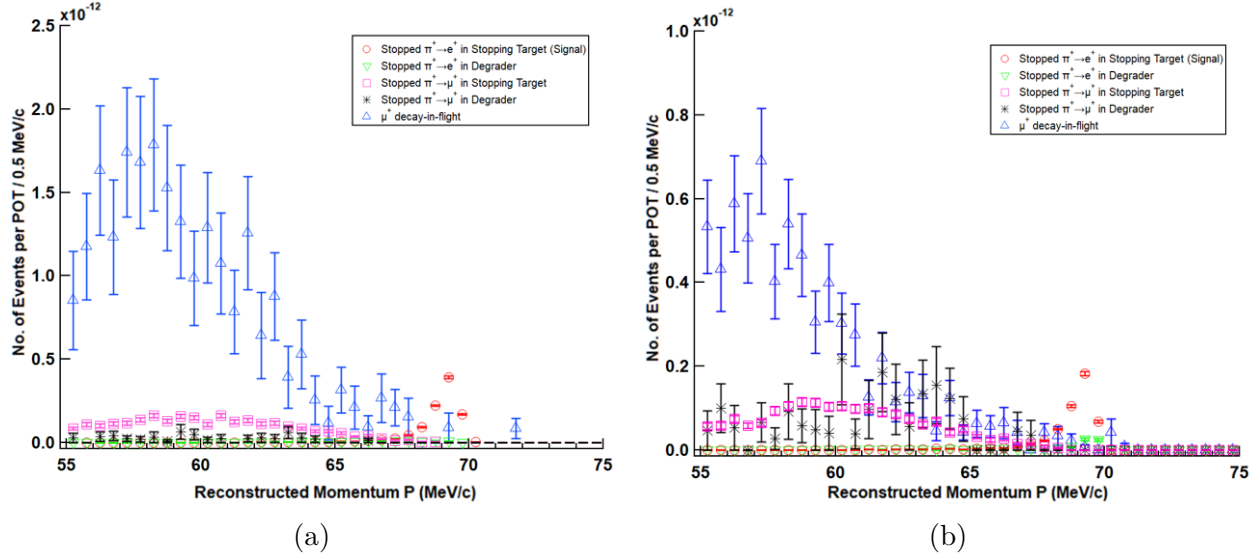 x10⁻¹²
2.5
2.0
1.5
1.0
0.5
0.0
No. of Events per POT / 0.5 MeV/c
Stopped π⁺→e⁺ in Stopping Target (Signal)
Stopped π⁺→e⁺ in Degrader
Stopped π⁺→μ⁺ in Stopping Target
Stopped π⁺→μ⁺ in Degrader
μ⁺ decay-in-flight
55 60 65 70 75
Reconstructed Momentum P (MeV/c)
(a)
x10⁻¹²
1.0
0.8
0.6
0.4
0.2
0.0
No. of Events per POT / 0.5 MeV/c
Stopped π⁺→e⁺ in Stopping Target (Signal)
Stopped π⁺→e⁺ in Degrader
Stopped π⁺→μ⁺ in Stopping Target
Stopped π⁺→μ⁺ in Degrader
μ⁺ decay-in-flight
55 60 65 70 75
Reconstructed Momentum P (MeV/c)
(b)